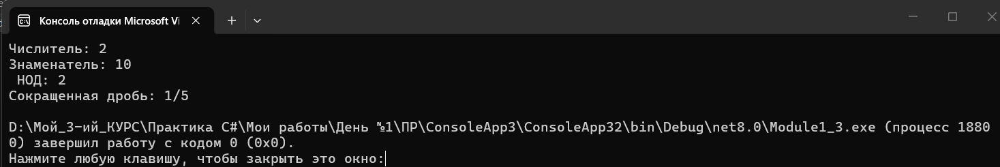 Консоль отладки Microsoft Vi
Числитель: 2
Знаменатель: 10
НОД: 2
Сокращенная дробь: 1/5
D:\Мой_3-ий_КУРС\Практика C#\Мои работы\День №1\ПР\ConsoleApp3\ConsoleApp32\bin\Debug\net8.0\Module1_3.exe (процесс 1880
0) завершил работу с кодом 0 (0x0).
Нажмите любую клавишу, чтобы закрыть это окно: